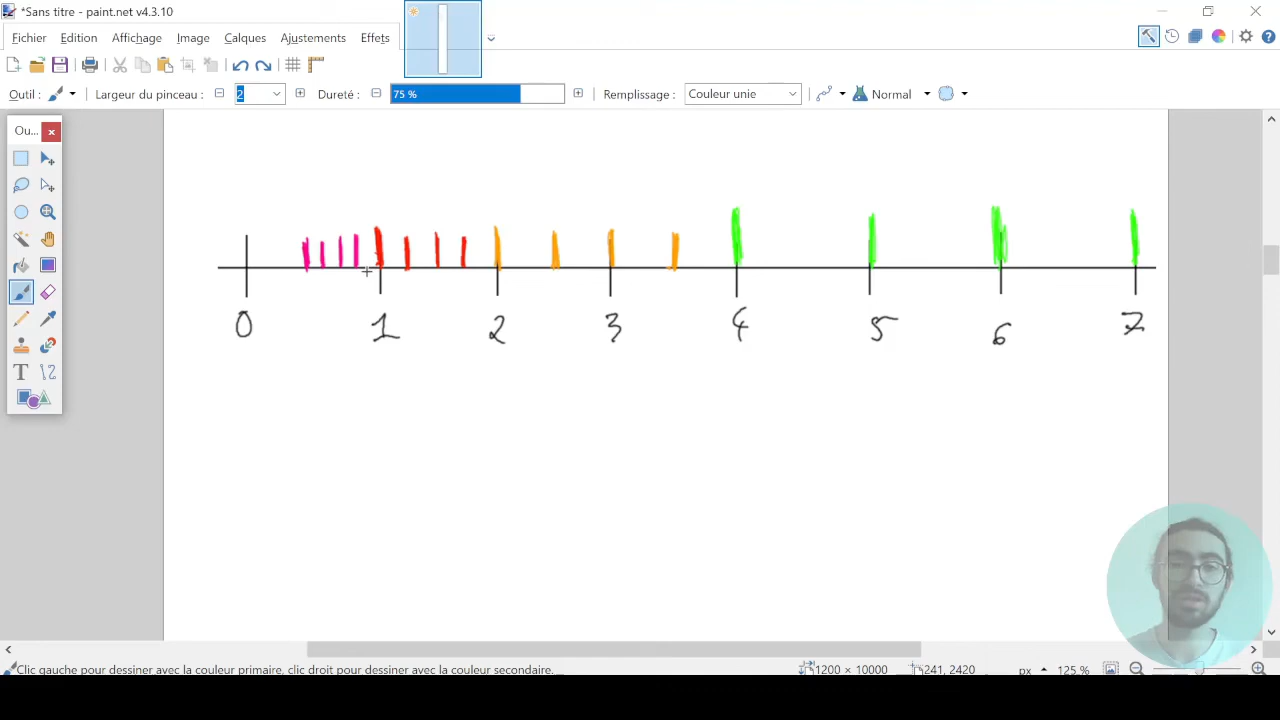 *Sans titre - paint.net v4.3.10
Fichier Edition Affichage Image Calques Ajustements Effets
Outil : Largeur du pinceau : 2 Dureté : 75 % Remplissage : Couleur unie Normal
Ou...
0 1 2 3 4 5 6 7
Clic gauche pour dessiner avec la couleur primaire, clic droit pour dessiner avec la couleur secondaire. 1200 × 10000 241, 2420 px 125 %